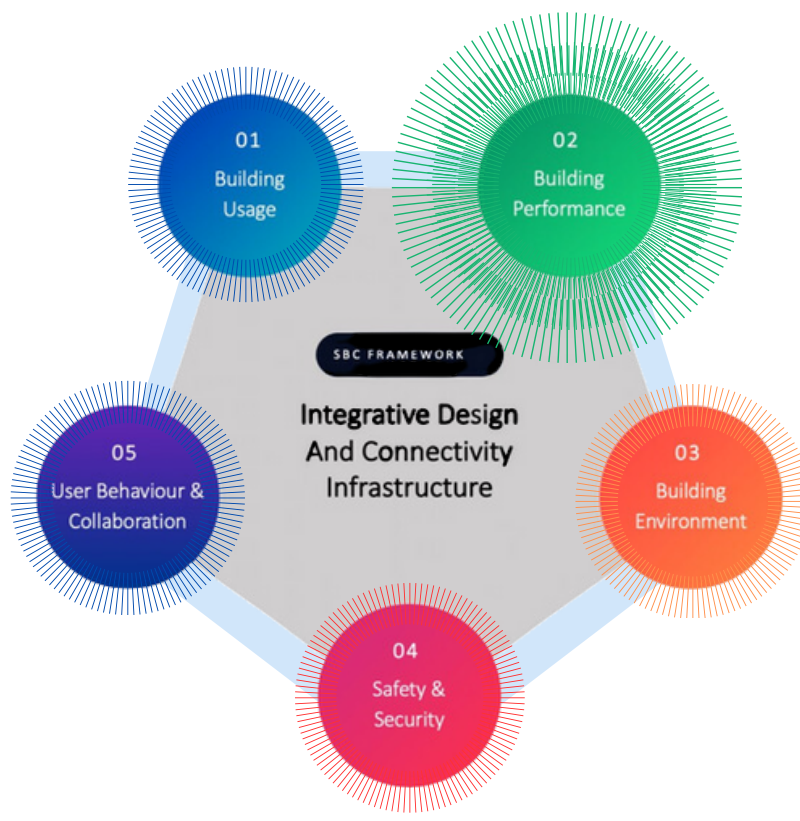 01
Building
Usage
02
Building
Performance
SBC FRAMEWORK
Integrative Design
And Connectivity
Infrastructure
03
Building
Environment
04
Safety &
Security
05
User Behaviour &
Collaboration